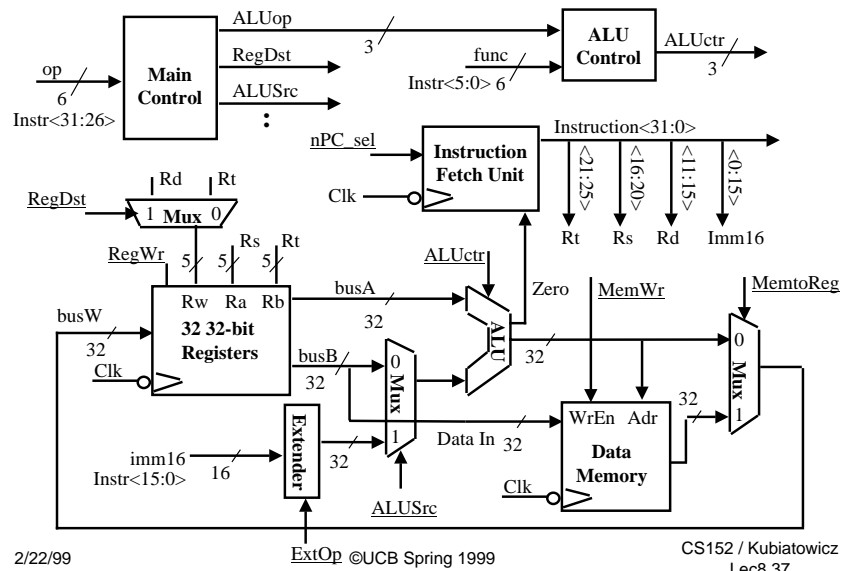 ALUop
RegDst
ALUSrc
:
op
6
Instr<31:26>
Main
Control
3
func
Instr<5:0> 6
ALU
Control
ALUctr
3
nPC_sel
Clk
Instruction
Fetch Unit
Instruction<31:0>
<21:25>
<16:20>
<11:15>
<0:15>
Rt
Rs
Rd
Imm16
Rd
Rt
RegDst
1 Mux 0
RegWr
5
5
5
Rs
Rt
busW
32
Clk
Rw Ra Rb
32 32-bit
Registers
busA
32
busB
32
ALUctr
ALU
Zero
32
0
Mux
1
ALUSrc
imm16
Instr<15:0>
16
Extender
32
ExtOp
Data In 32
MemWr
WrEn Adr
Data
Memory
Clk
32
MemtoReg
0
Mux
1
2/22/99
©UCB Spring 1999
CS152 / Kubiatowicz
Lec8.37